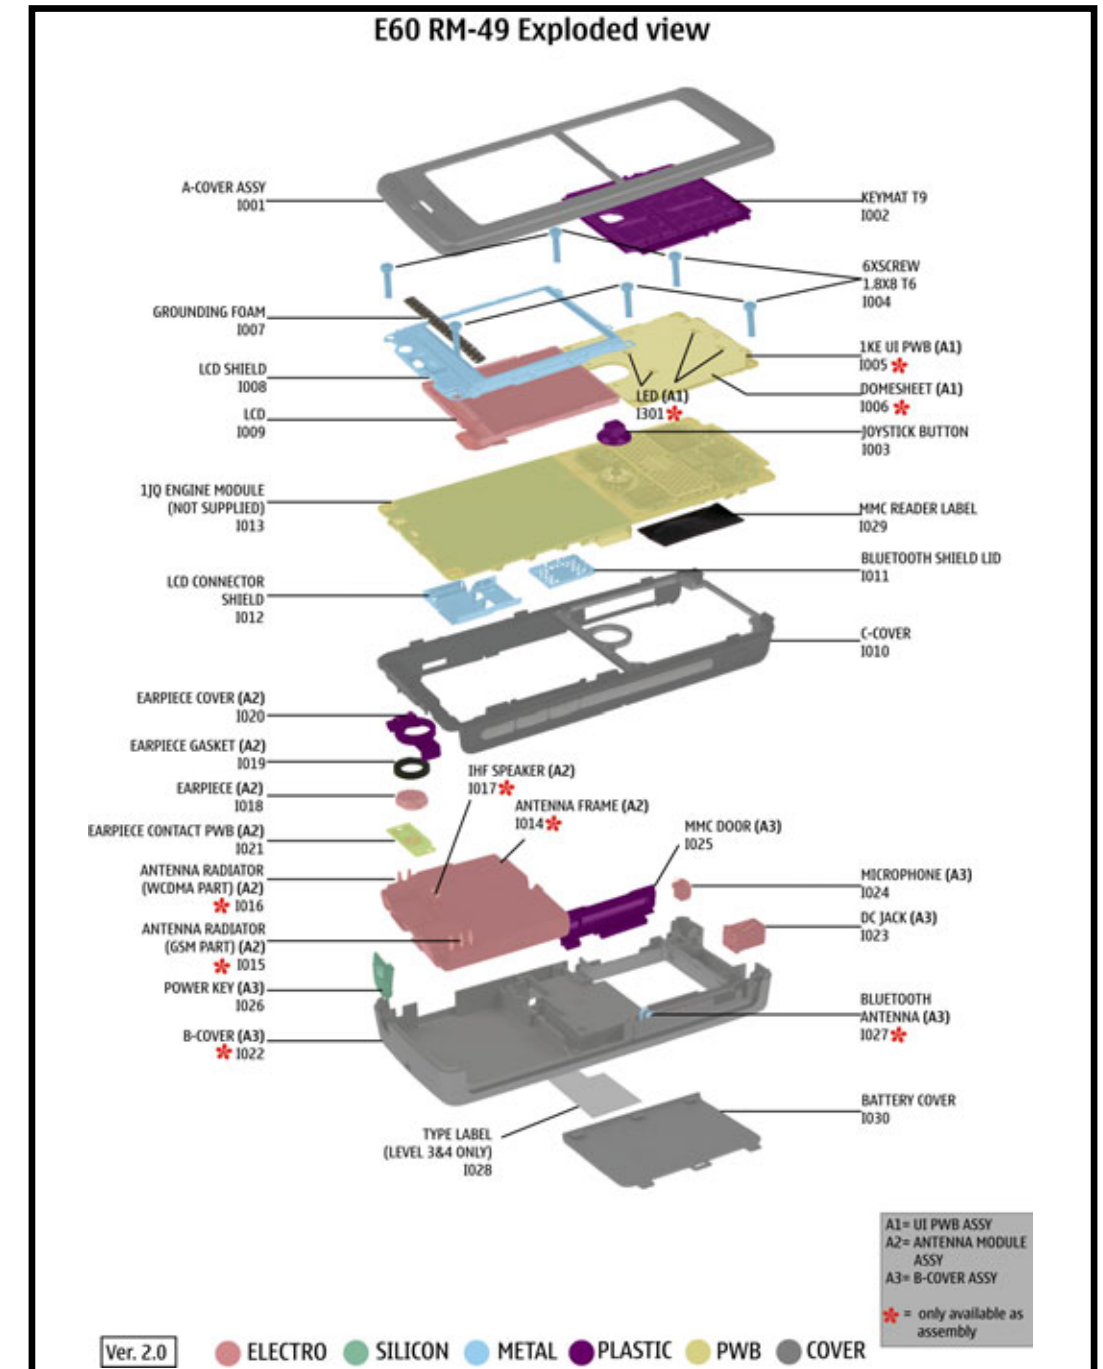 E60 RM-49 Exploded view
A-COVER ASSY
I001
KEYMAT T9
I002
6XSCREW
1.8X8 T6
I004
GROUNDING FOAM
I007
1KE UI PWB (A1)
I005 *
LCD SHIELD
I008
DOMESHEET (A1)
I006 *
LED (A1)
I301 *
LCD
I009
JOYSTICK BUTTON
I003
1JQ ENGINE MODULE
(NOT SUPPLIED)
I013
MMC READER LABEL
I029
BLUETOOTH SHIELD LID
I011
LCD CONNECTOR
SHIELD
I012
C-COVER
I010
EARPIECE COVER (A2)
I020
EARPIECE GASKET (A2)
I019
IHF SPEAKER (A2)
I017 *
EARPIECE (A2)
I018
ANTENNA FRAME (A2)
I014 *
EARPIECE CONTACT PWB (A2)
I021
MMC DOOR (A3)
I025
ANTENNA RADIATOR
(WCDMA PART) (A2)
* I016
MICROPHONE (A3)
I024
DC JACK (A3)
I023
ANTENNA RADIATOR
(GSM PART) (A2)
* I015
POWER KEY (A3)
I026
BLUETOOTH
ANTENNA (A3)
I027 *
B-COVER (A3)
* I022
BATTERY COVER
I030
TYPE LABEL
(LEVEL 3&4 ONLY)
I028
A1= UI PWB ASSY
A2= ANTENNA MODULE
ASSY
A3= B-COVER ASSY
* = only available as
assembly
Ver. 2.0
ELECTRO SILICON METAL PLASTIC PWB COVER